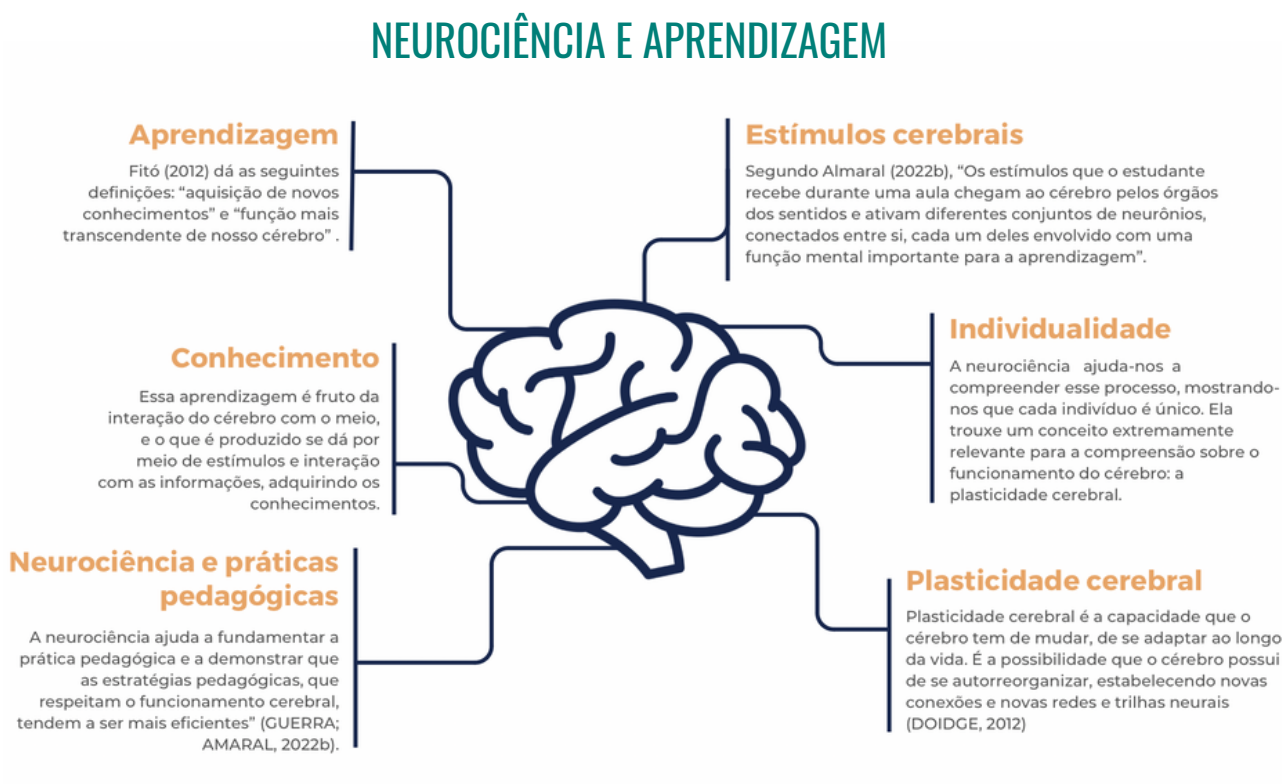 NEUROCIÊNCIA E APRENDIZAGEM
Aprendizagem
Fitó (2012) dá as seguintes
definições: “aquisição de novos
conhecimentos” e “função mais
transcendente de nosso cérebro” .
Conhecimento
Essa aprendizagem é fruto da
interação do cérebro com o meio,
e o que é produzido se dá por
meio de estímulos e interação
com as informações, adquirindo os
conhecimentos.
Neurociência e práticas
pedagógicas
A neurociência ajuda a fundamentar a
prática pedagógica e a demonstrar que
as estratégias pedagógicas, que
respeitam o funcionamento cerebral,
tendem a ser mais eficientes” (GUERRA;
AMARAL, 2022b).
Estímulos cerebrais
Segundo Almaral (2022b), “Os estímulos que o estudante
recebe durante uma aula chegam ao cérebro pelos órgãos
dos sentidos e ativam diferentes conjuntos de neurônios,
conectados entre si, cada um deles envolvido com uma
função mental importante para a aprendizagem”.
Individualidade
A neurociência ajuda-nos a
compreender esse processo, mostrando-
nos que cada indivíduo é único. Ela
trouxe um conceito extremamente
relevante para a compreensão sobre o
funcionamento do cérebro: a
plasticidade cerebral.
Plasticidade cerebral
Plasticidade cerebral é a capacidade que o
cérebro tem de mudar, de se adaptar ao longo
da vida. É a possibilidade que o cérebro possui
de se autorreorganizar, estabelecendo novas
conexões e novas redes e trilhas neurais
(DOIDGE, 2012)